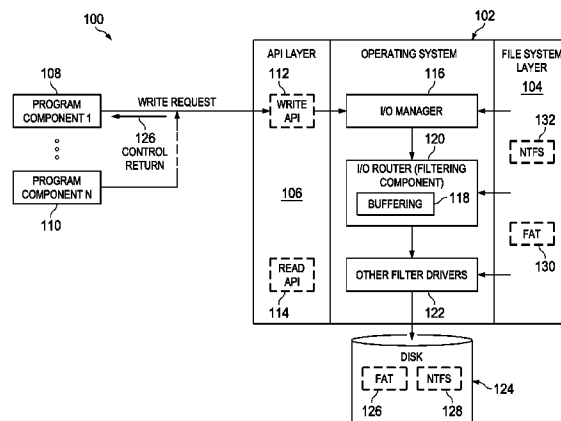 100
102
API LAYER
OPERATING SYSTEM
FILE SYSTEM
LAYER
104
108
PROGRAM
COMPONENT 1
WRITE REQUEST
126
CONTROL
RETURN
PROGRAM
COMPONENT N
110
112
WRITE
API
106
READ
API
114
116
I/O MANAGER
120
I/O ROUTER (FILTERING
COMPONENT)
BUFFERING
118
OTHER FILTER DRIVERS
122
132
NTFS
FAT
130
DISK
FAT
NTFS
124
126
128